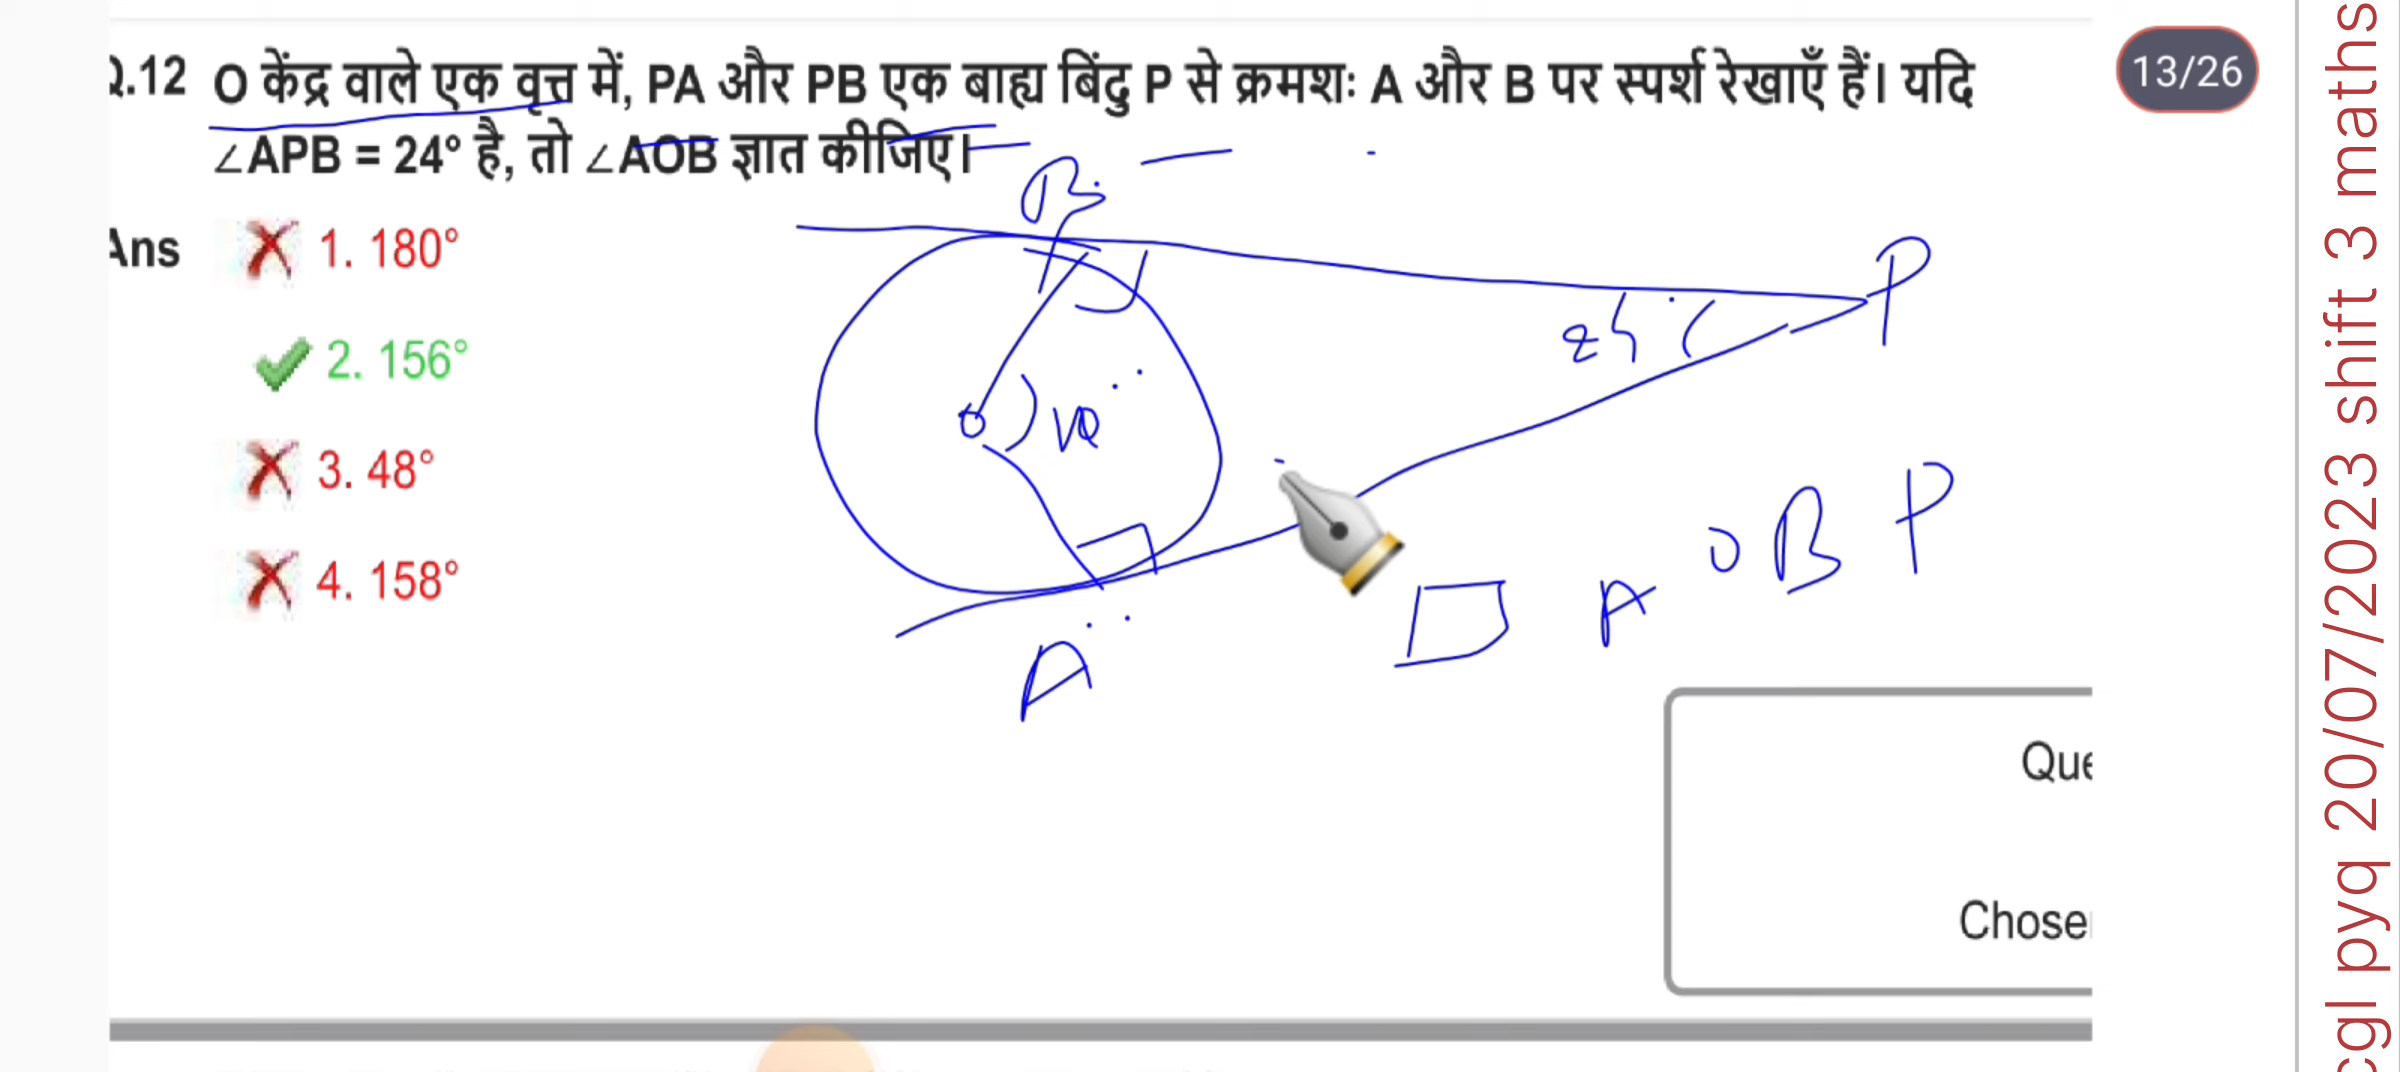 Q.12 O केंद्र वाले एक वृत्त में, PA और PB एक बाह्य बिंदु P से क्रमशः A और B पर स्पर्श रेखाएँ हैं। यदि
∠APB = 24° है, तो ∠AOB ज्ञात कीजिए।
13/26
Ans 1. 180°
2. 156°
3. 48°
4. 158°
B
P
24°
O
A
A O B P
Que
Chose
cgl pyq 20/07/2023 shift 3 maths